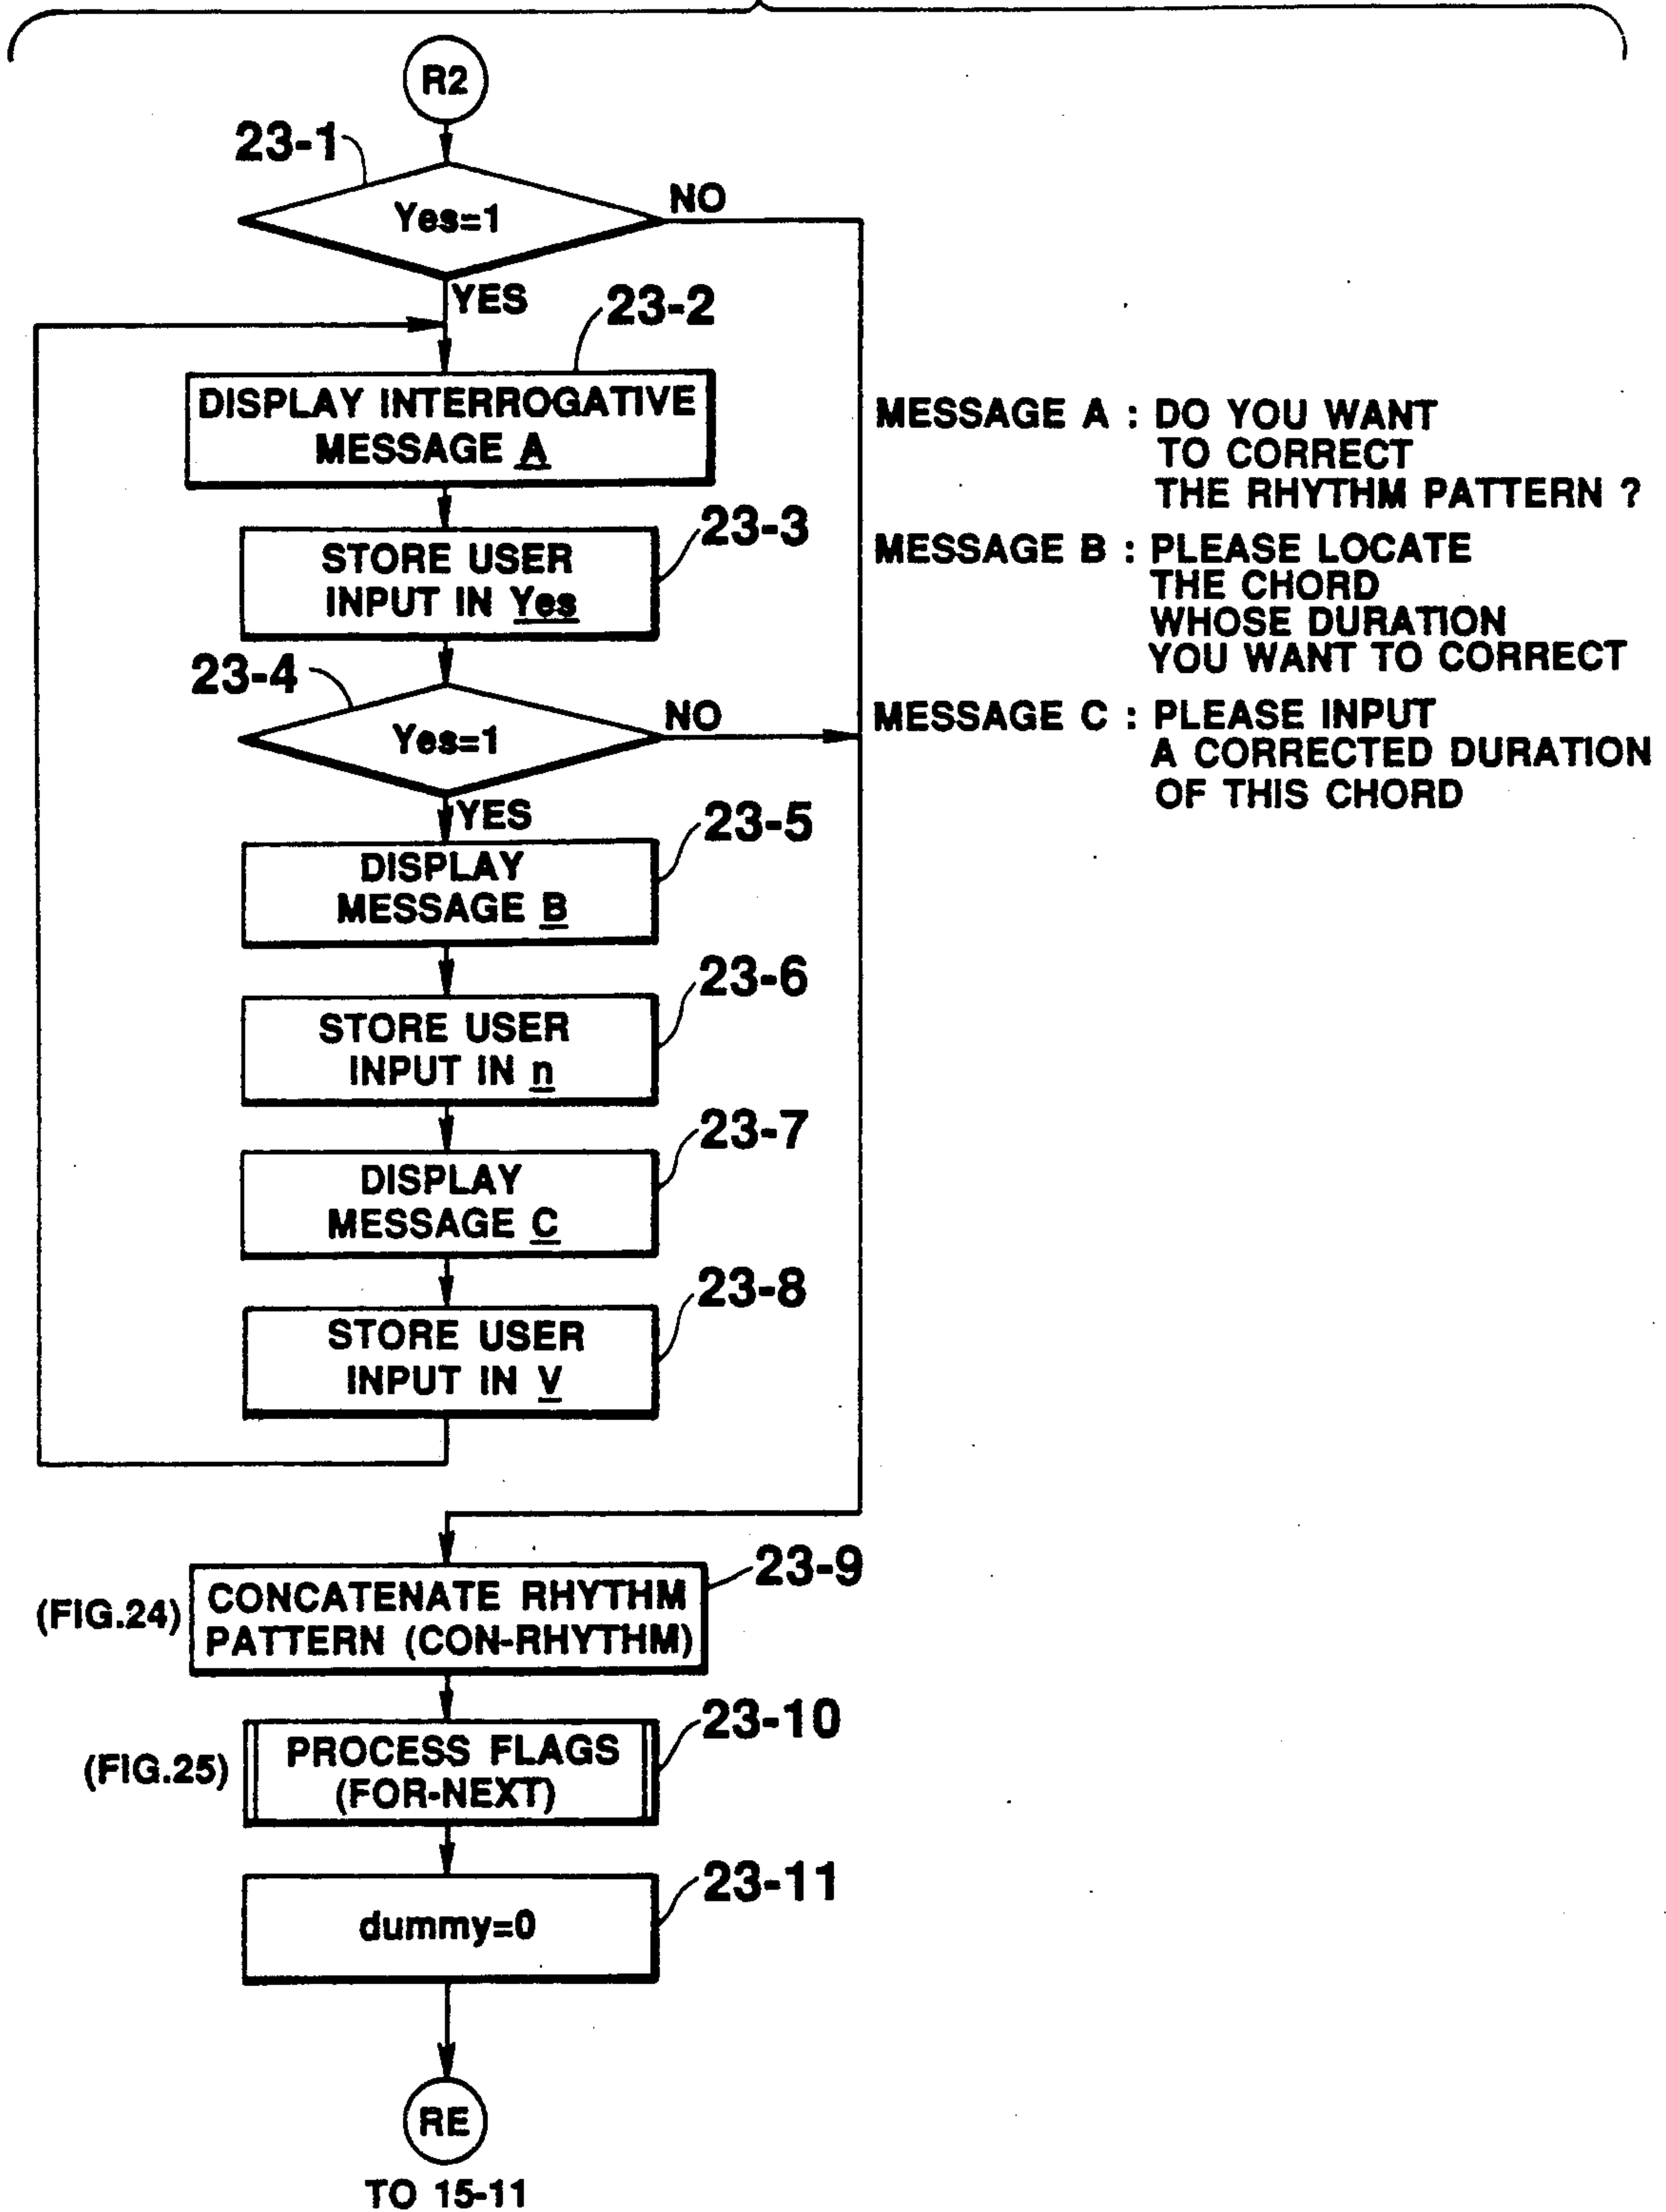 R2
23-1
Yes=1
NO
YES
23-2
DISPLAY INTERROGATIVE
MESSAGE A
23-3
STORE USER
INPUT IN Yes
23-4
Yes=1
NO
YES
23-5
DISPLAY
MESSAGE B
23-6
STORE USER
INPUT IN n
23-7
DISPLAY
MESSAGE C
23-8
STORE USER
INPUT IN V
MESSAGE A : DO YOU WANT
TO CORRECT
THE RHYTHM PATTERN ?
MESSAGE B : PLEASE LOCATE
THE CHORD
WHOSE DURATION
YOU WANT TO CORRECT
MESSAGE C : PLEASE INPUT
A CORRECTED DURATION
OF THIS CHORD
23-9
(FIG.24)
CONCATENATE RHYTHM
PATTERN (CON-RHYTHM)
23-10
(FIG.25)
PROCESS FLAGS
(FOR-NEXT)
23-11
dummy=0
RE
TO 15-11